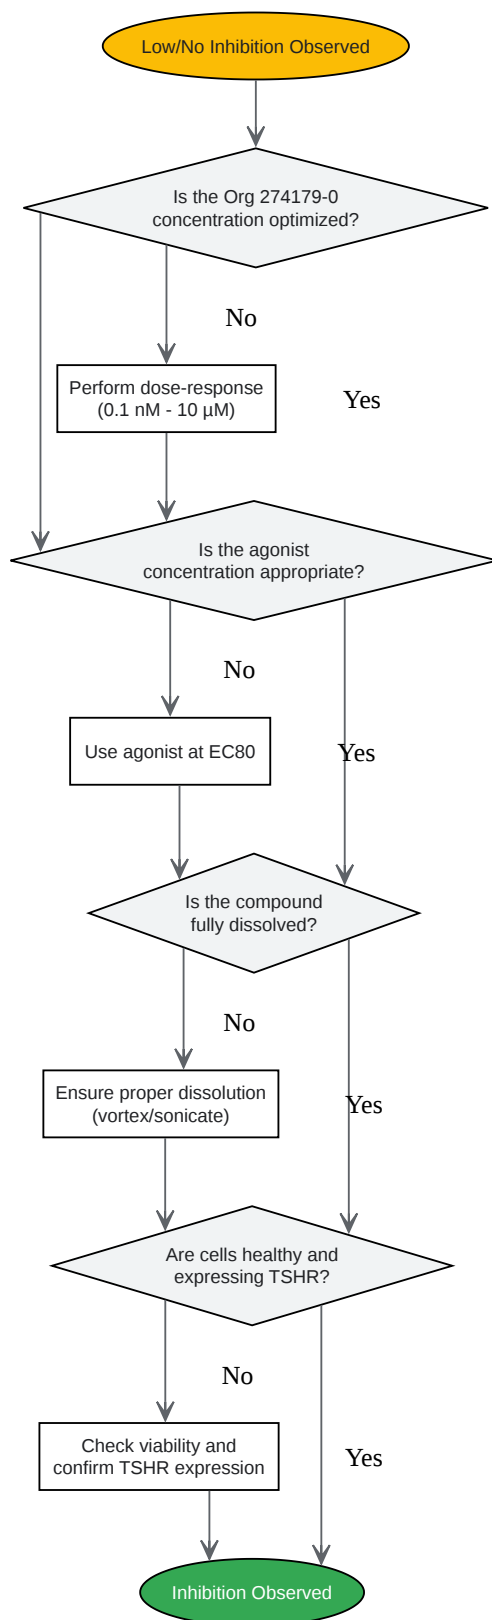 Low/No Inhibition Observed
Is the Org 274179-0
concentration optimized?
No
Perform dose-response
(0.1 nM - 10 µM)
Yes
Is the agonist
concentration appropriate?
No
Use agonist at EC80
Yes
Is the compound
fully dissolved?
No
Ensure proper dissolution
(vortex/sonicate)
Yes
Are cells healthy and
expressing TSHR?
No
Check viability and
confirm TSHR expression
Yes
Inhibition Observed